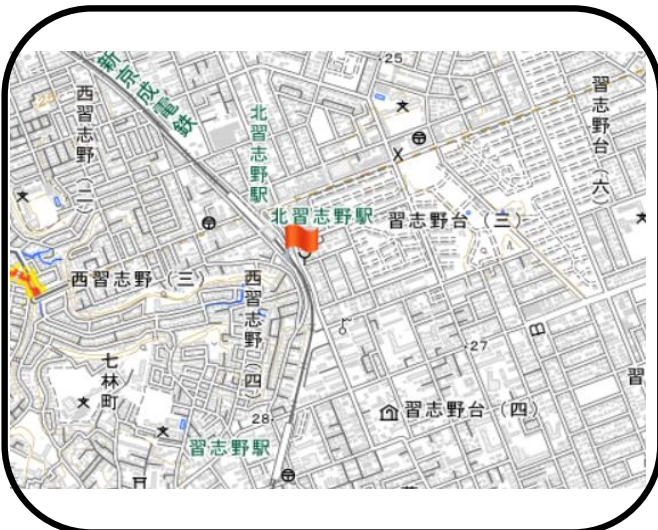 25
新京成電鉄
西習志野（二）
北習志野駅
習志野台（六）
北習志野駅
習志野台（三）
西習志野（三）
西習志野（四）
27
七林町
習
習志野台（四）
28
習志野駅